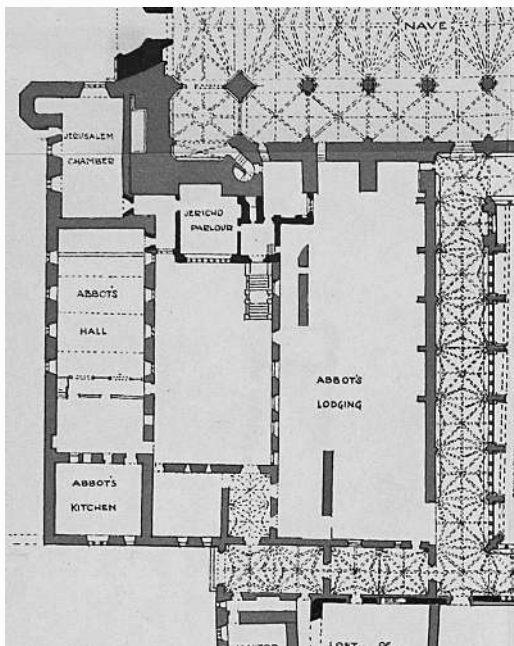 NAVE
JERUSALEM
CHAMBER
JERICHO
PARLOUR
ABBOT'S
HALL
ABBOT'S
LODGING
ABBOT'S
KITCHEN
LOFT OF